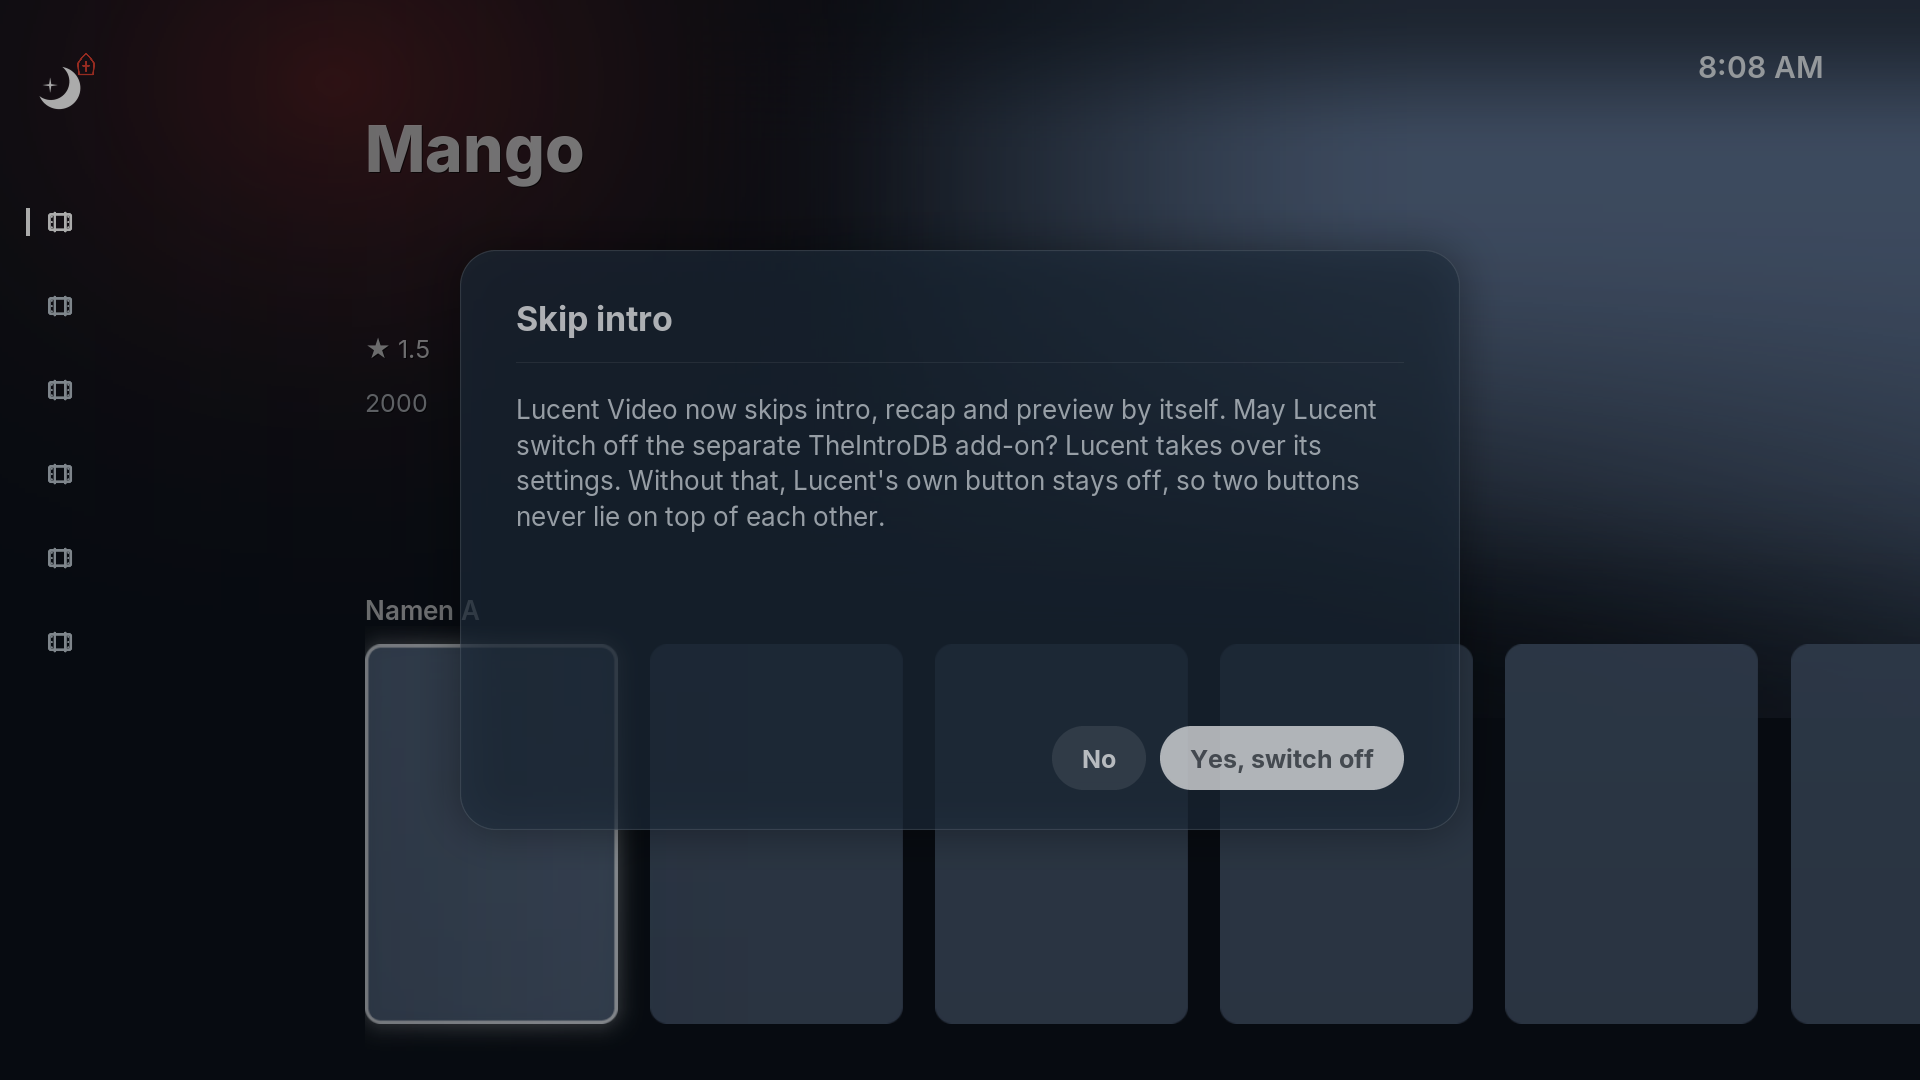 8:08 AM
Mango
Skip intro
★ 1.5
2000
Lucent Video now skips intro, recap and preview by itself. May Lucent
switch off the separate TheIntroDB add-on? Lucent takes over its
settings. Without that, Lucent's own button stays off, so two buttons
never lie on top of each other.
Namen A
No
Yes, switch off